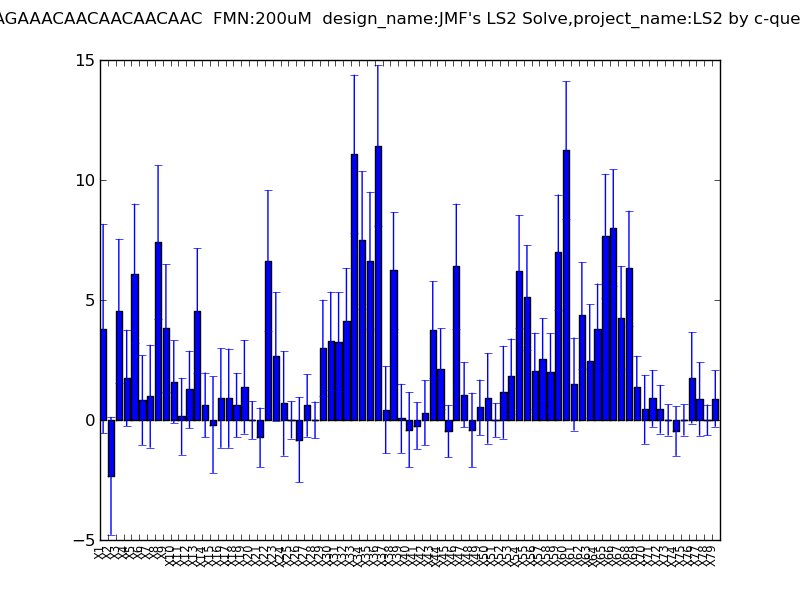 AGAAACAACAACAACAAC FMN:200uM design_name:JMF's LS2 Solve,project_name:LS2 by c-que
15
10
5
0
−5
X1 X2 X3 X4 X5 X6 X7 X8 X9 X10 X11 X12 X13 X14 X15 X16 X17 X18 X19 X20 X21 X22 X23 X24 X25 X26 X27 X28 X29 X30 X31 X32 X33 X34 X35 X36 X37 X38 X39 X40 X41 X42 X43 X44 X45 X46 X47 X48 X49 X50 X51 X52 X53 X54 X55 X56 X57 X58 X59 X60 X61 X62 X63 X64 X65 X66 X67 X68 X69 X70 X71 X72 X73 X74 X75 X76 X77 X78 X79